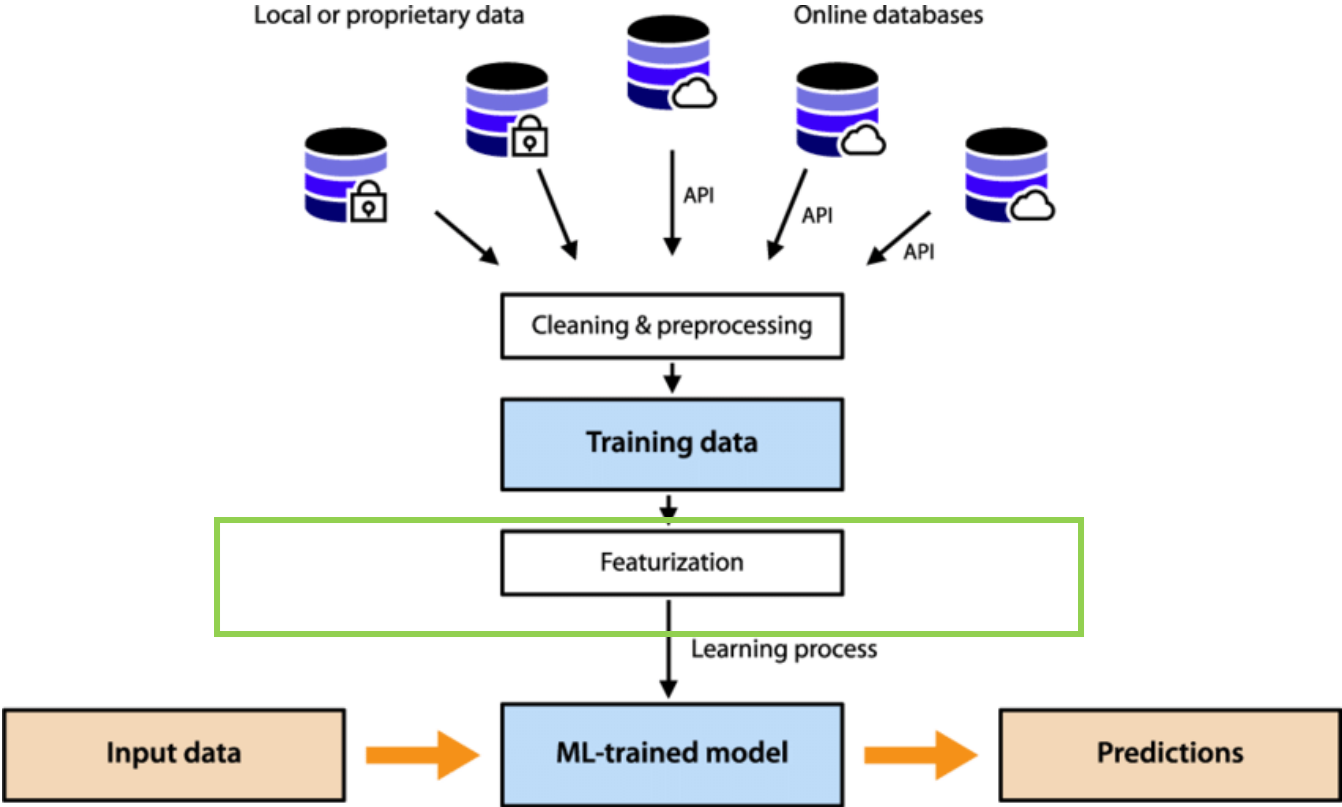 Local or proprietary data
Online databases
API
API
API
Cleaning & preprocessing
Training data
Featurization
Learning process
Input data
ML-trained model
Predictions